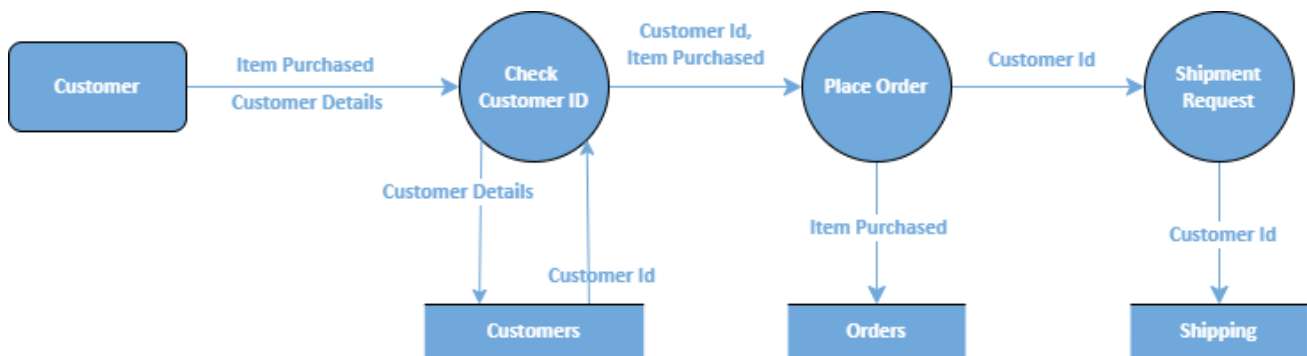 Customer
Item Purchased
Customer Details
Check
Customer ID
Customer Id,
Item Purchased
Place Order
Customer Id
Shipment
Request
Customer Details
Customer Id
Item Purchased
Customer Id
Customers
Orders
Shipping